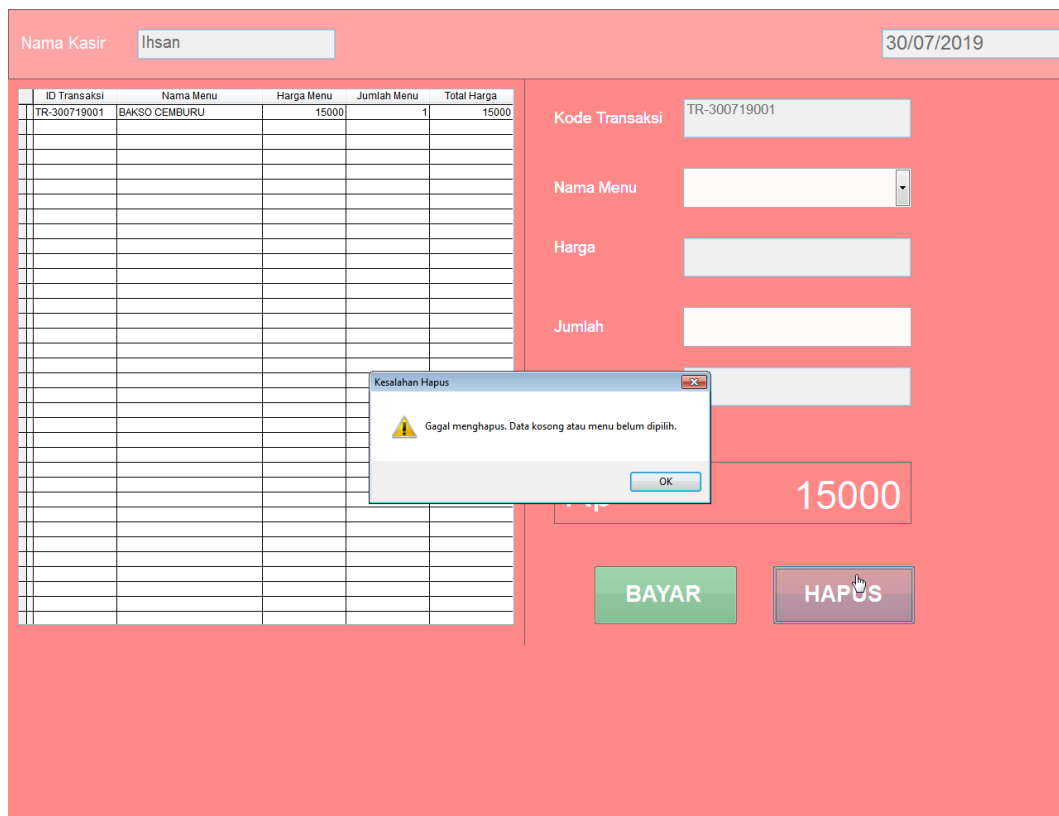 Nama Kasir Ihsan 30/07/2019
ID Transaksi Nama Menu Harga Menu Jumlah Menu Total Harga
TR-300719001 BAKSO CEMBURU 15000 1 15000
Kode Transaksi TR-300719001
Nama Menu
Harga
Jumlah
Kesalahan Hapus
Gagal menghapus. Data kosong atau menu belum dipilih.
OK
15000
BAYAR HAPUS